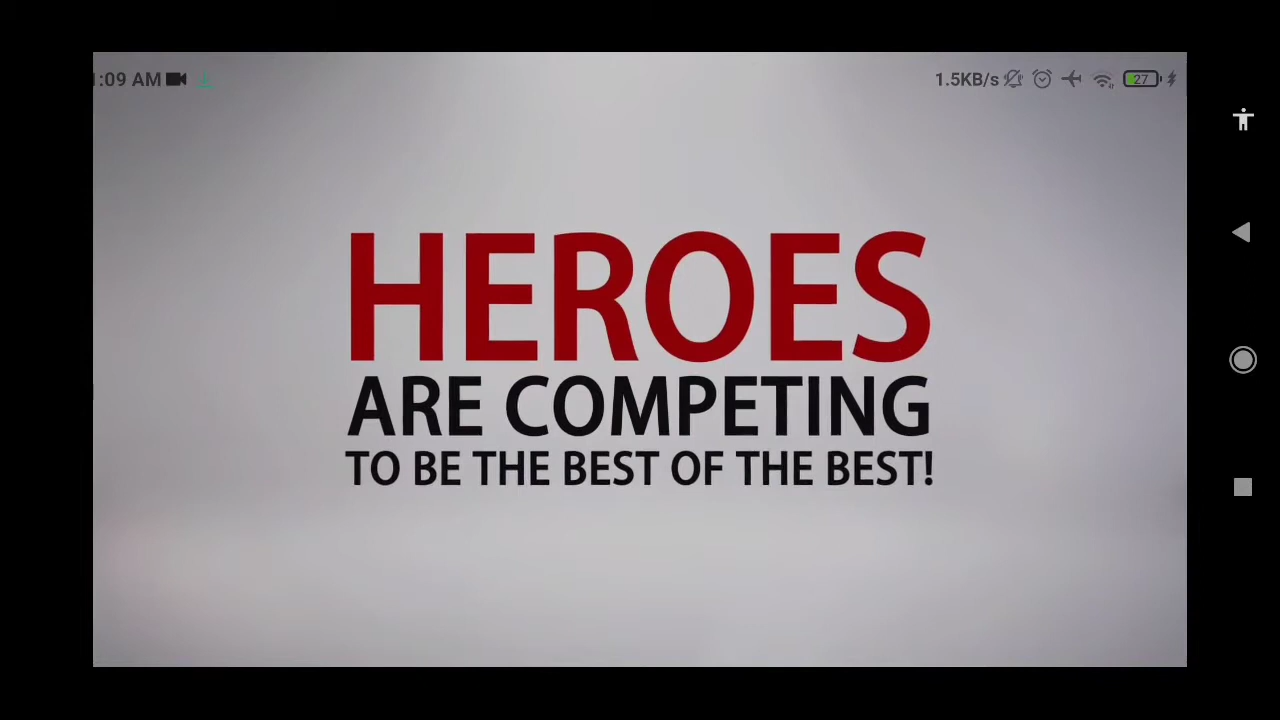 :09 AM
1.5KB/s
27
HEROES
ARE COMPETING
TO BE THE BEST OF THE BEST!